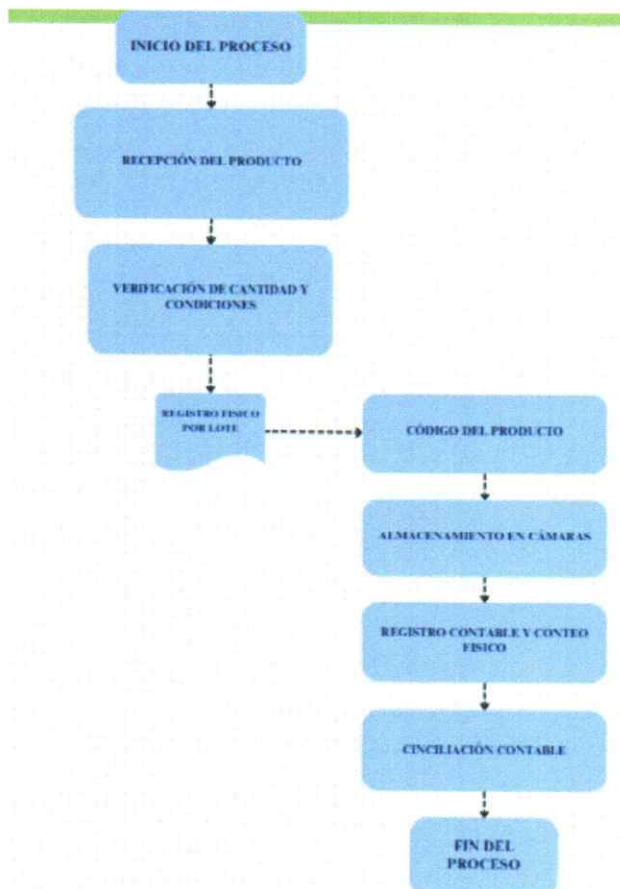 INICIO DEL PROCESO
RECEPCIÓN DEL PRODUCTO
VERIFICACIÓN DE CANTIDAD Y
CONDICIONES
REGISTRO FISICO
POR LOTE
CÓDIGO DEL PRODUCTO
ALMACENAMIENTO EN CÁMARAS
REGISTRO CONTABLE Y CONTEO
FISICO
CINCILIACIÓN CONTABLE
FIN DEL
PROCESO